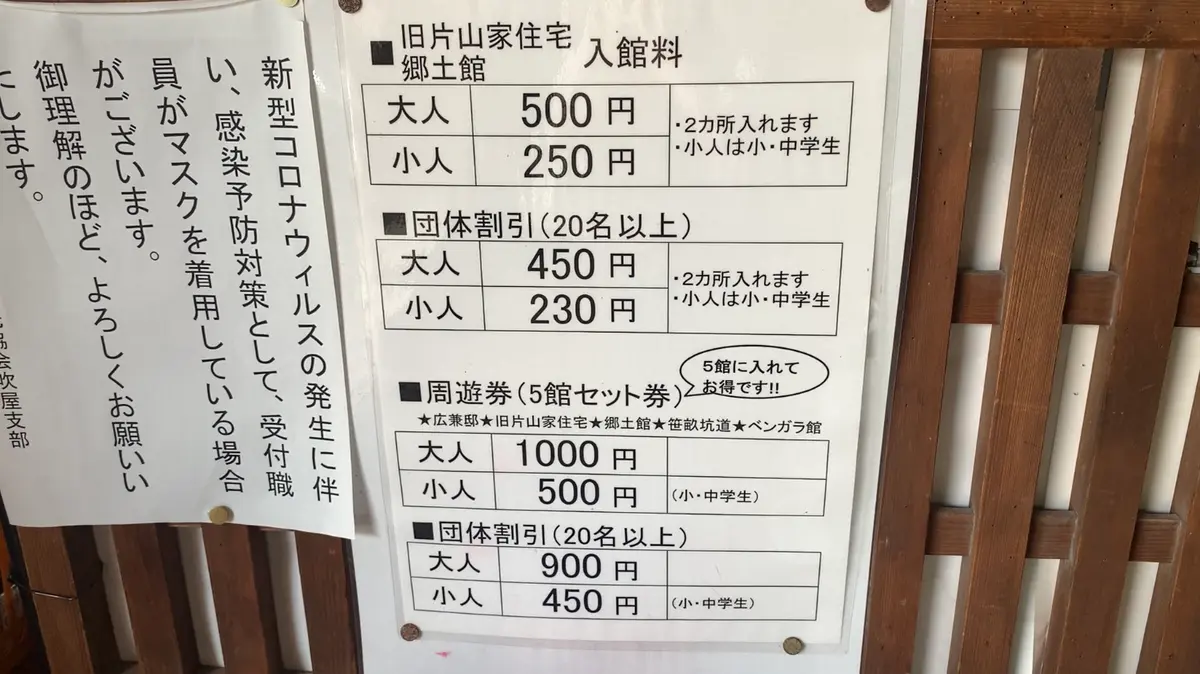 新型コロナウィルスの発生に伴
い、感染予防対策として、受付職
員がマスクを着用している場合
がございます。
御理解のほど、よろしくお願いい
たします。
協会吹屋支部
■旧片山家住宅
郷土館
入館料
大人 500円
小人 250円
・2カ所入れます
・小人は小・中学生
■団体割引(20名以上)
大人 450円
小人 230円
・2カ所入れます
・小人は小・中学生
5館に入れて
お得です!!
■周遊券(5館セット券)
★広兼邸★旧片山家住宅★郷土館★笹畝坑道★ベンガラ館
大人 1000円
小人 500円 (小・中学生)
■団体割引(20名以上)
大人 900円
小人 450円 (小・中学生)